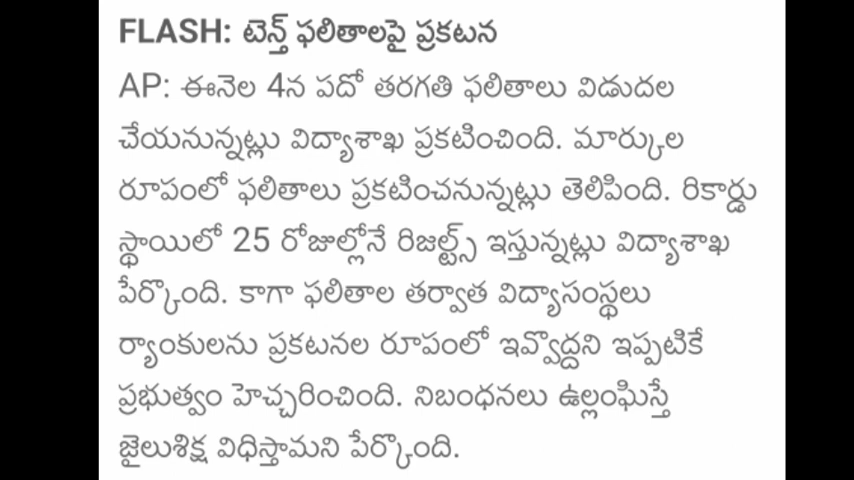 FLASH: టెన్త్ ఫలితాలపై ప్రకటన
AP: ఈనెల 4న పదో తరగతి ఫలితాలు విడుదల
చేయనున్నట్లు విద్యాశాఖ ప్రకటించింది. మార్కుల
రూపంలో ఫలితాలు ప్రకటించనున్నట్లు తెలిపింది. రికార్డు
స్థాయిలో 25 రోజుల్లోనే రిజల్ట్స్ ఇస్తున్నట్లు విద్యాశాఖ
పేర్కొంది. కాగా ఫలితాల తర్వాత విద్యాసంస్థలు
ర్యాంకులను ప్రకటనల రూపంలో ఇవ్వొద్దని ఇప్పటికే
ప్రభుత్వం హెచ్చరించింది. నిబంధనలు ఉల్లంఘిస్తే
జైలుశిక్ష విధిస్తామని పేర్కొంది.